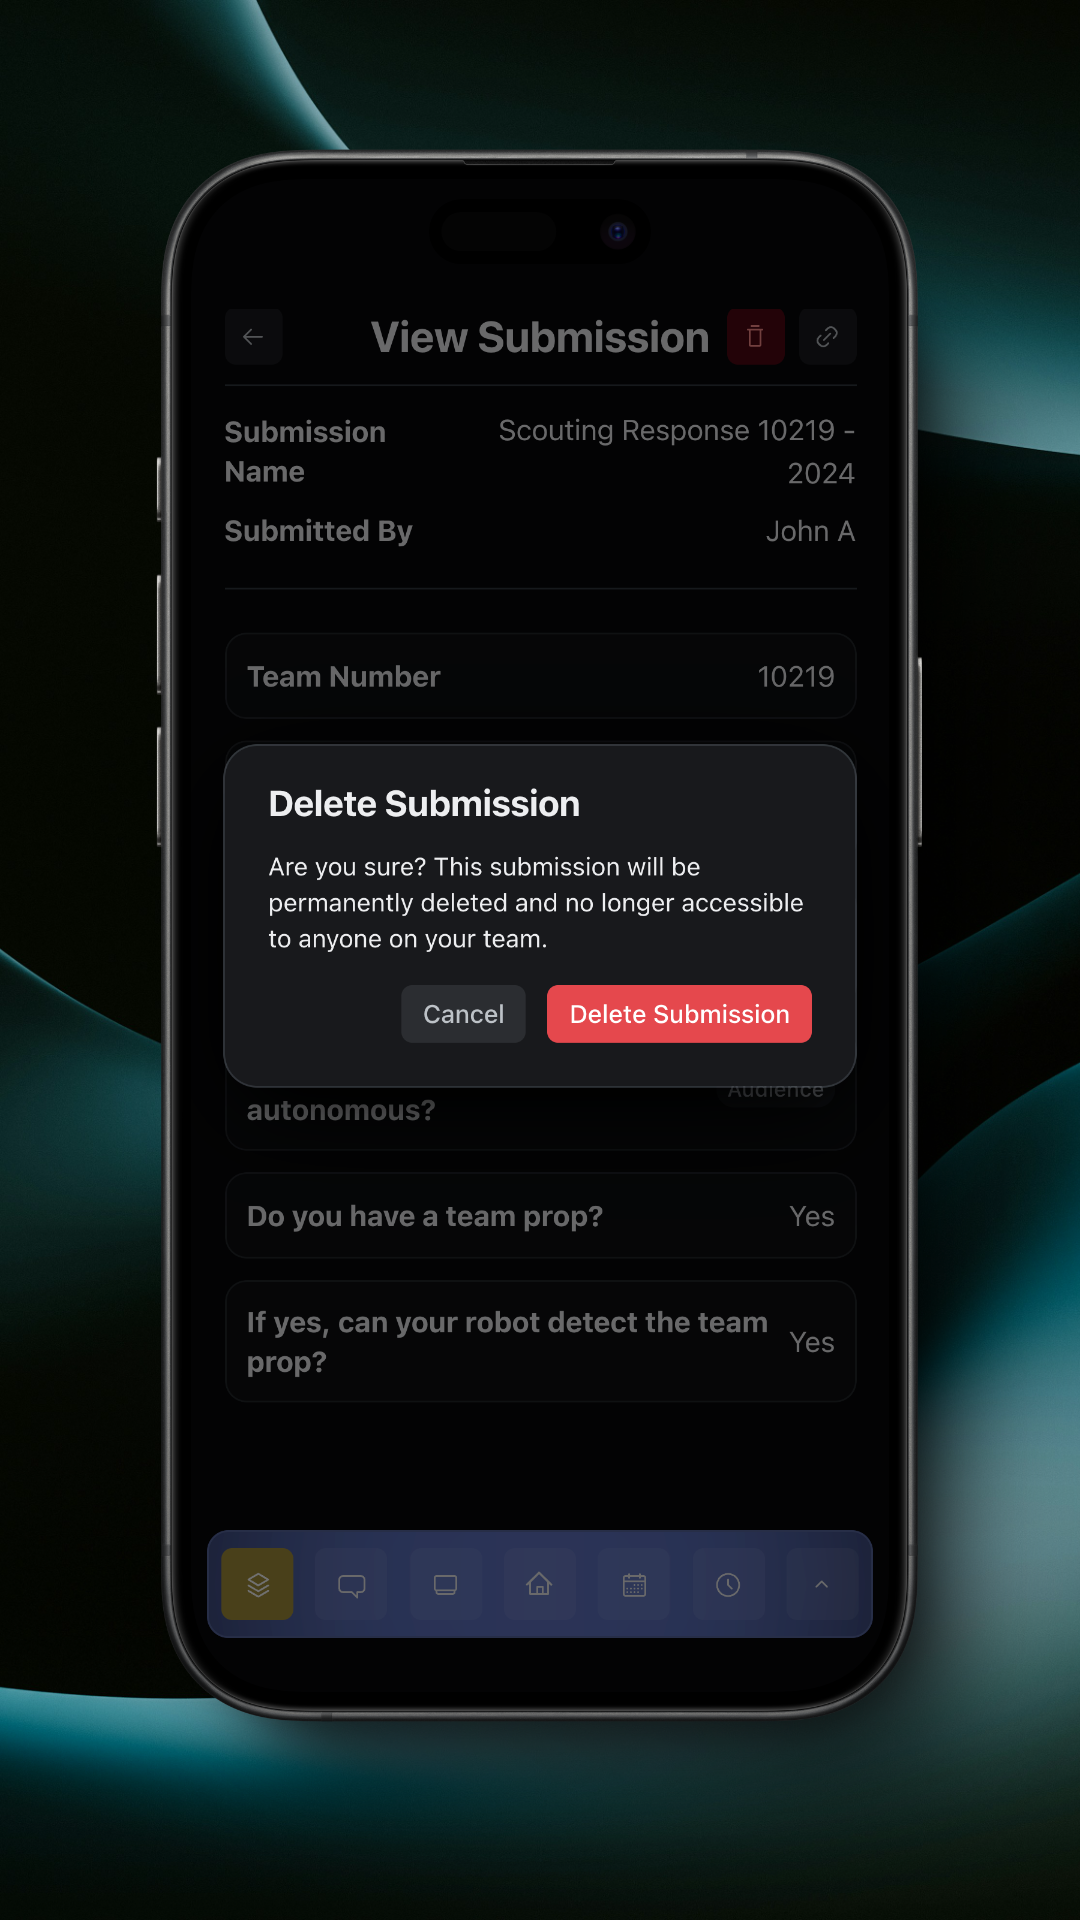 View Submission
Submission
Name
Scouting Response 10219 -
2024
Submitted By
John A
Team Number
10219
Delete Submission
Are you sure? This submission will be
permanently deleted and no longer accessible
to anyone on your team.
Cancel
Delete Submission
Audience
autonomous?
Do you have a team prop?
Yes
If yes, can your robot detect the team
prop?
Yes